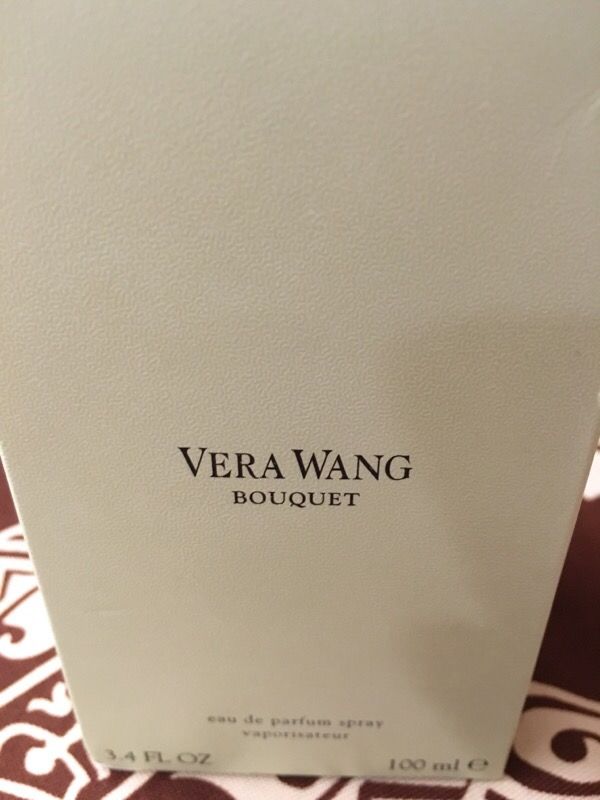 VERA WANG
BOUQUET
eau de parfum spray
vaporisateur
3.4 FL OZ 100 ml ℮